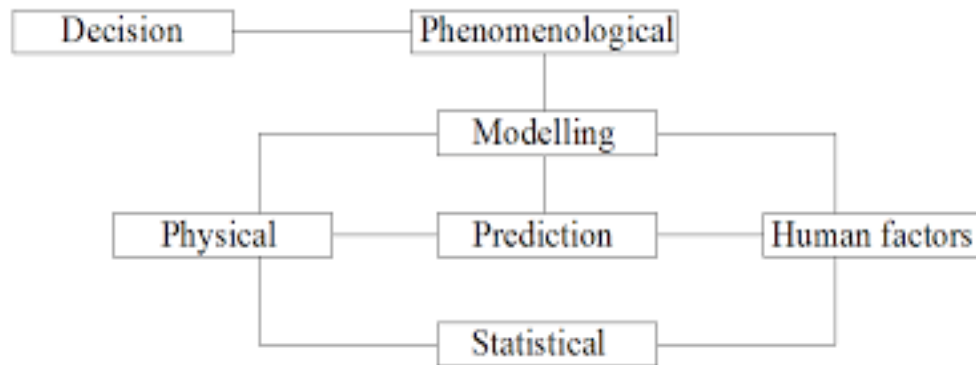 Decision
Phenomenological
Modelling
Physical
Prediction
Human factors
Statistical